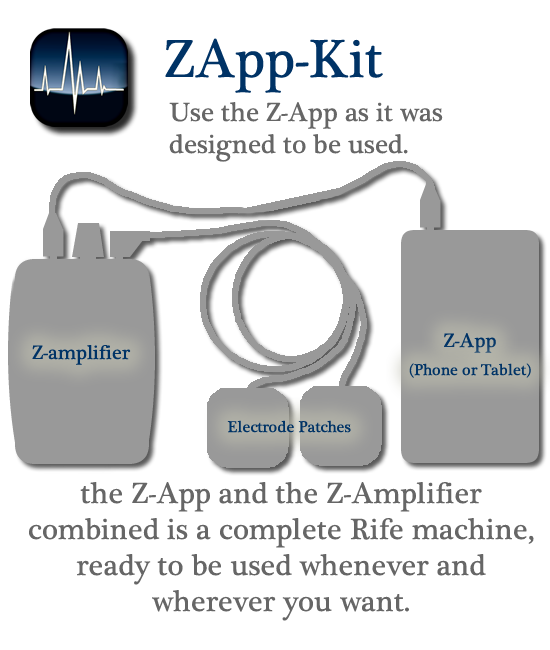 ZApp-Kit
Use the Z-App as it was
designed to be used.
Z-amplifier
Z-App
(Phone or Tablet)
Electrode Patches
the Z-App and the Z-Amplifier
combined is a complete Rife machine,
ready to be used whenever and
wherever you want.